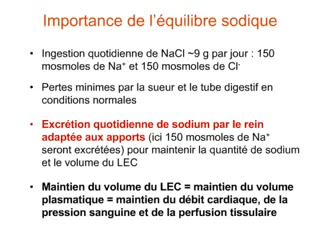 Importance de l'équilibre sodique
• Ingestion quotidienne de NaCl ~9 g par jour : 150
mosmoles de Na⁺ et 150 mosmoles de Cl⁻
• Pertes minimes par la sueur et le tube digestif en
conditions normales
• Excrétion quotidienne de sodium par le rein
adaptée aux apports (ici 150 mosmoles de Na⁺
seront excrétées) pour maintenir la quantité de sodium
et le volume du LEC
• Maintien du volume du LEC = maintien du volume
plasmatique = maintien du débit cardiaque, de la
pression sanguine et de la perfusion tissulaire